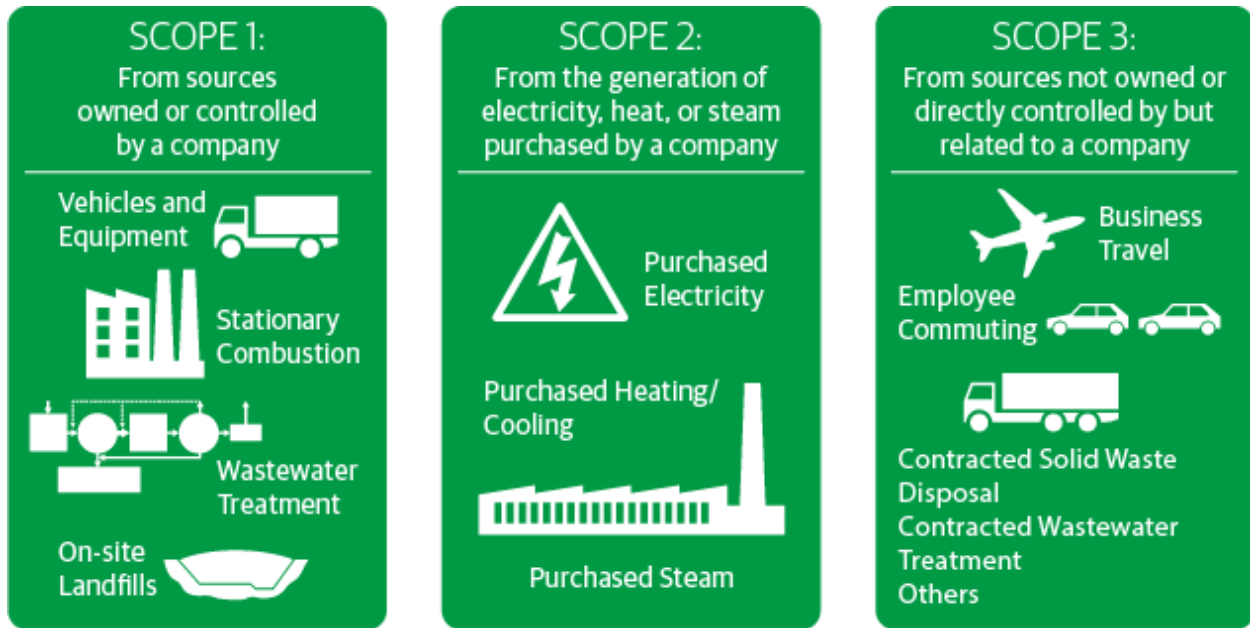 SCOPE 1:
From sources
owned or controlled
by a company
Vehicles and
Equipment
Stationary
Combustion
Wastewater
Treatment
On-site
Landfills
SCOPE 2:
From the generation of
electricity, heat, or steam
purchased by a company
Purchased
Electricity
Purchased Heating/
Cooling
Purchased Steam
SCOPE 3:
From sources not owned or
directly controlled by but
related to a company
Business
Travel
Employee
Commuting
Contracted Solid Waste
Disposal
Contracted Wastewater
Treatment
Others